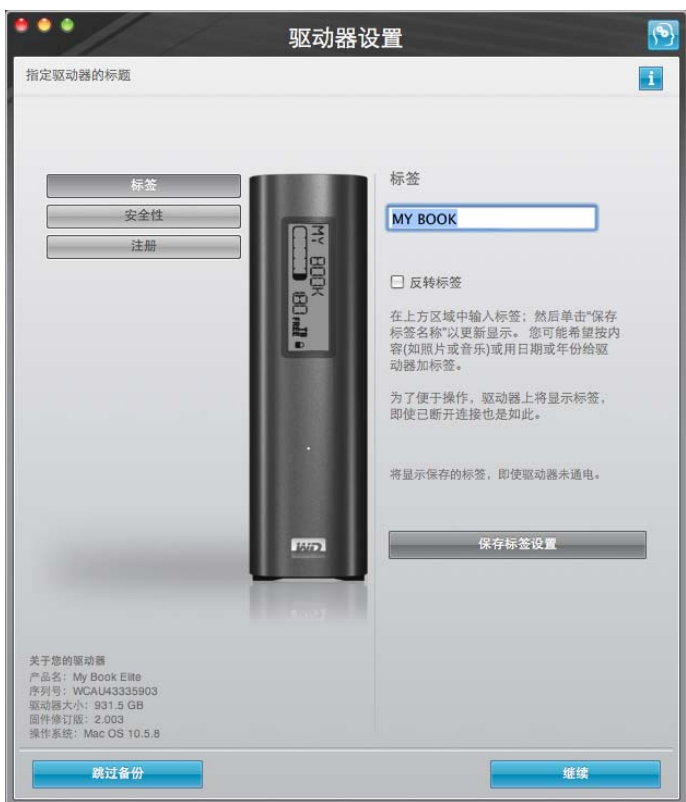 驱动器设置
指定驱动器的标题
i
标签
安全性
注册
MY BOOK
180 TB
FREE
WD
标签
MY BOOK
反转标签
在上方区域中输入标签；然后单击“保存
标签名称”以更新显示。您可能希望按内
容(如照片或音乐)或用日期或年份给驱
动器加标签。
为了便于操作，驱动器上将显示标签，
即使已断开连接也是如此。
将显示保存的标签，即使驱动器未通电。
保存标签设置
关于您的驱动器
产品名：My Book Elite
序列号：WCAU43335903
驱动器大小：931.5 GB
固件修订版：2.003
操作系统：Mac OS 10.5.8
跳过备份
继续